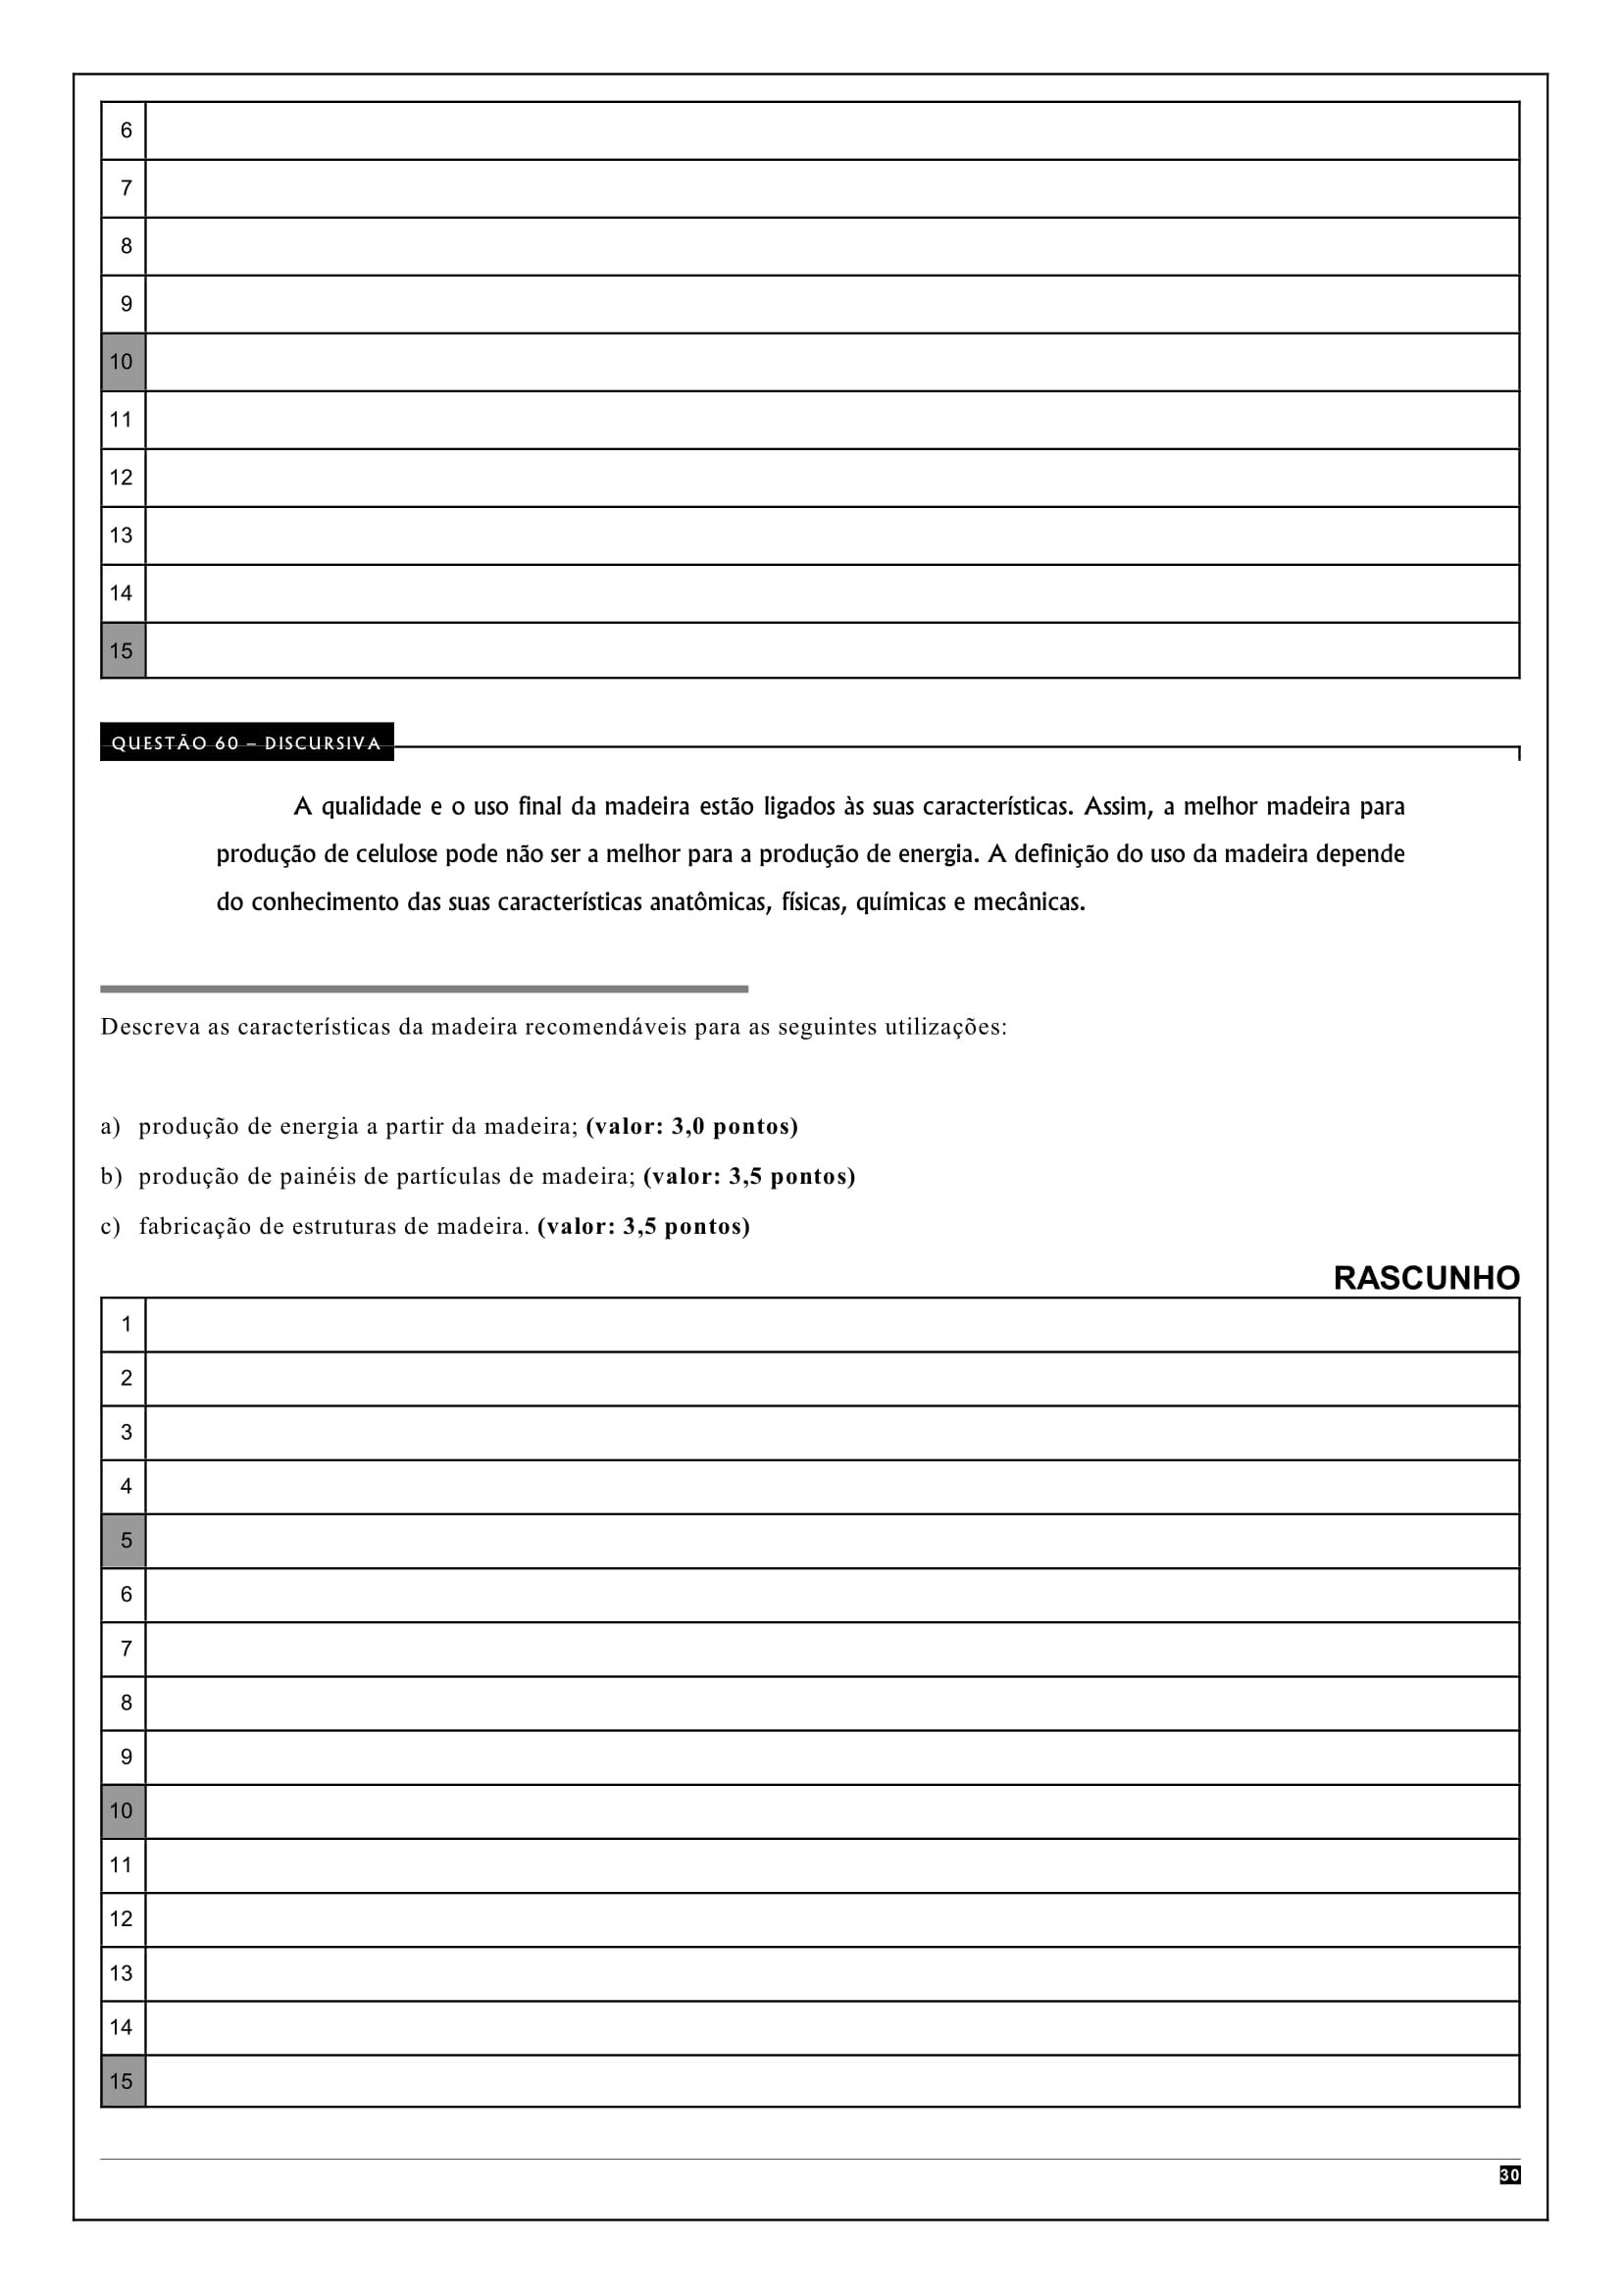 6
7
8
9
10
11
12
13
14
15
QUESTÃO 60 – DISCURSIVA
A qualidade e o uso final da madeira estão ligados às suas características. Assim, a melhor madeira para
produção de celulose pode não ser a melhor para a produção de energia. A definição do uso da madeira depende
do conhecimento das suas características anatômicas, físicas, químicas e mecânicas.
Descreva as características da madeira recomendáveis para as seguintes utilizações:
a) produção de energia a partir da madeira; (valor: 3,0 pontos)
b) produção de painéis de partículas de madeira; (valor: 3,5 pontos)
c) fabricação de estruturas de madeira. (valor: 3,5 pontos)
RASCUNHO
1
2
3
4
5
6
7
8
9
10
11
12
13
14
15
30